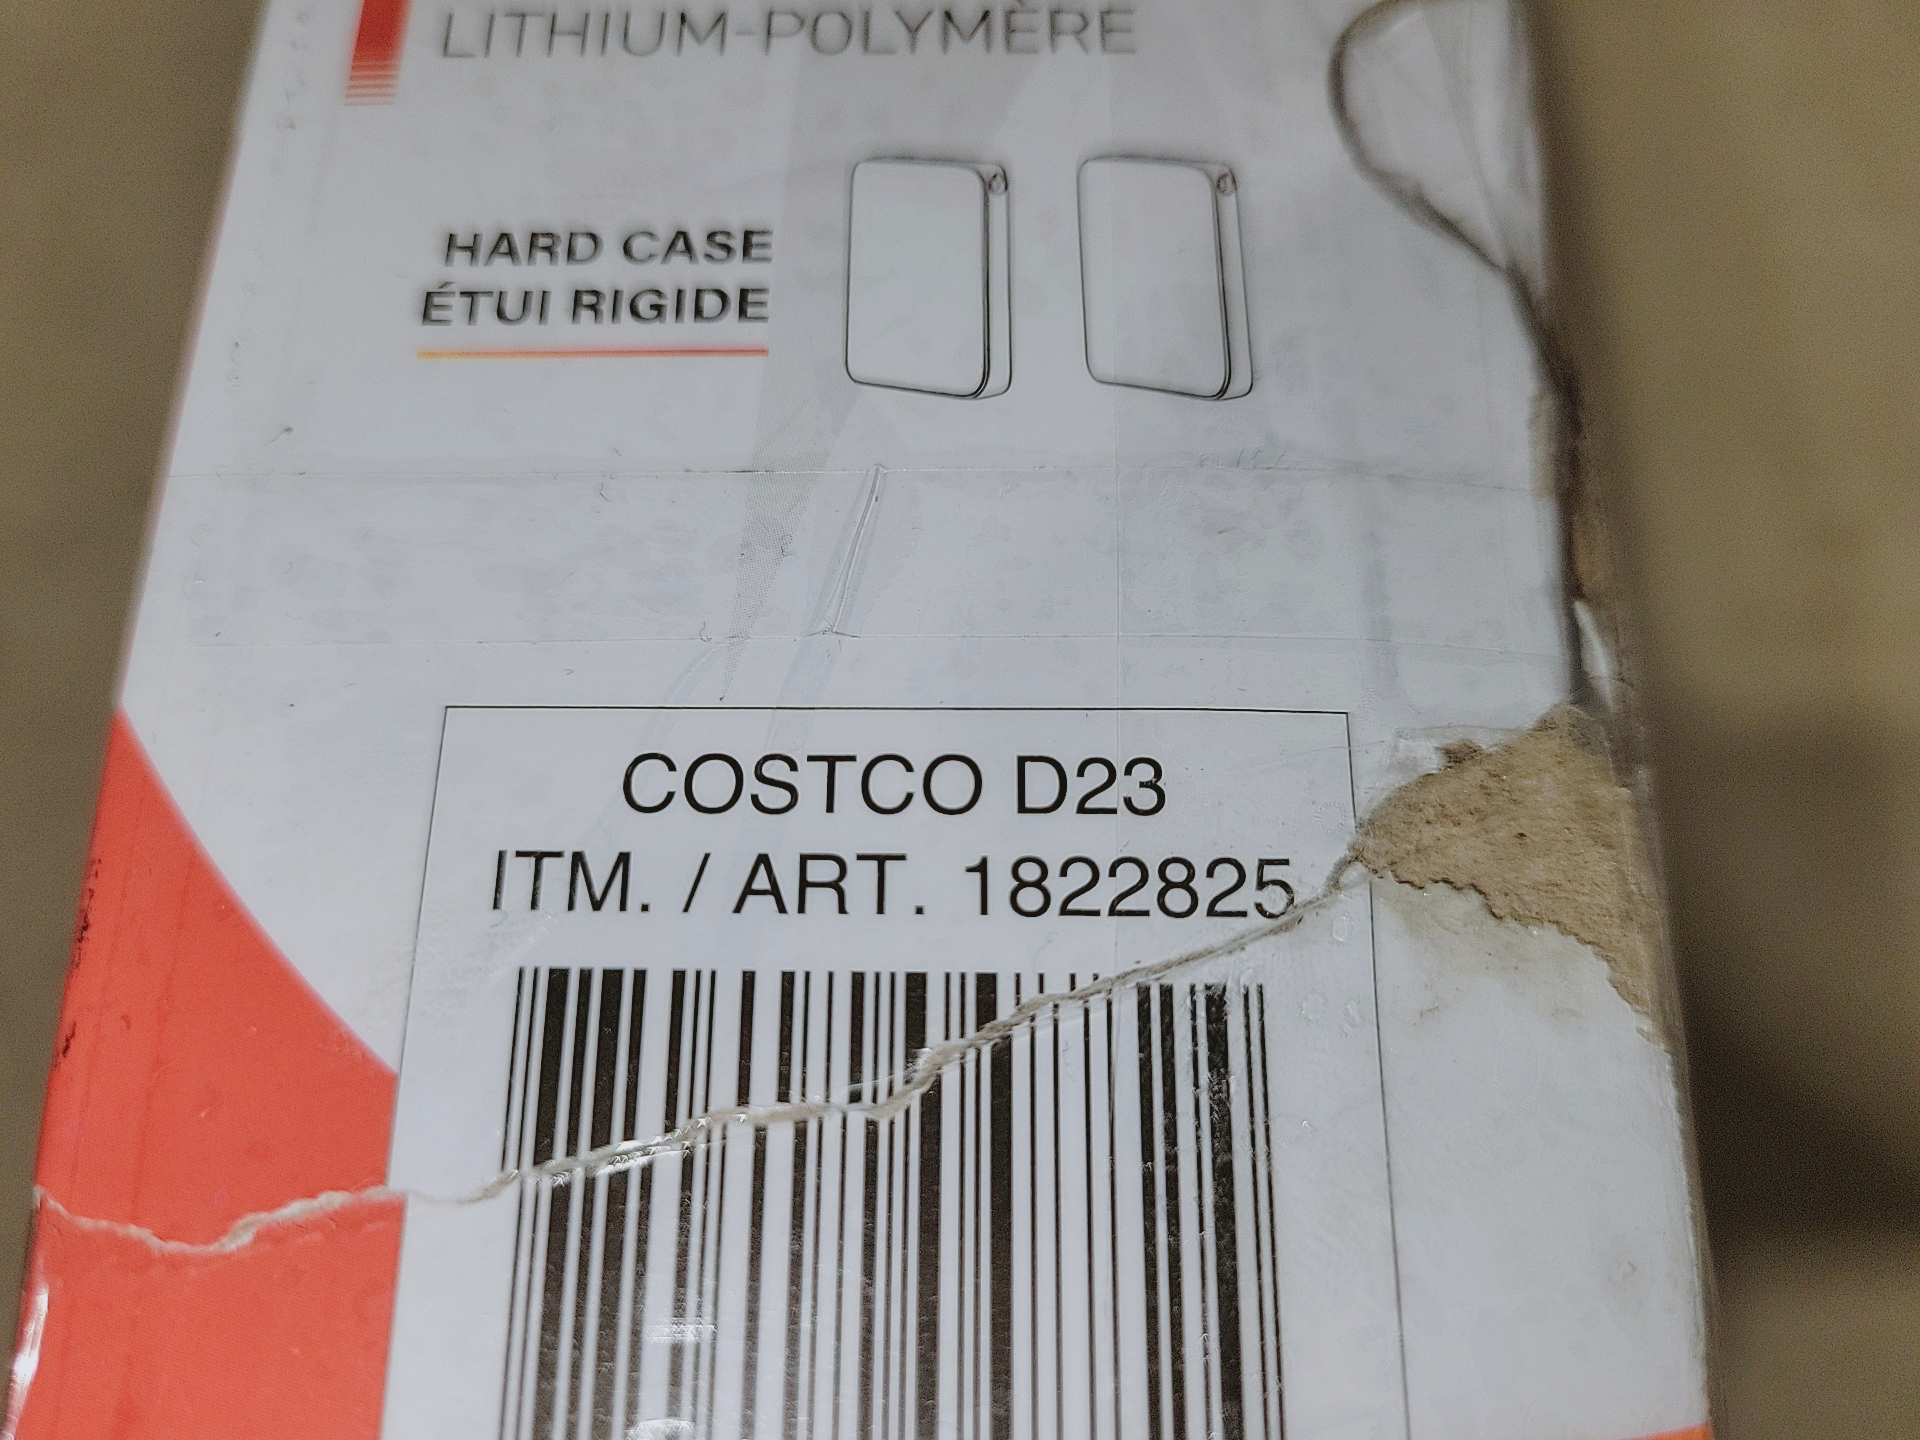 LITHIUM-POLYMÈRE
HARD CASE
ÉTUI RIGIDE
COSTCO D23
ITM. / ART. 1822825